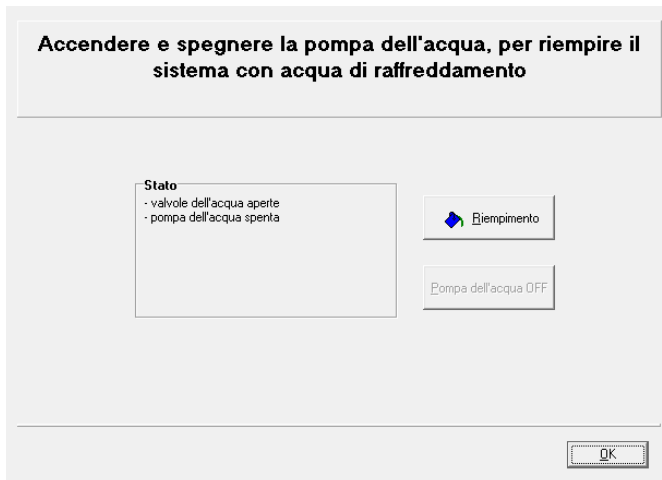 Accendere e spegnere la pompa dell'acqua, per riempire il
sistema con acqua di raffreddamento
Stato
- valvole dell'acqua aperte
- pompa dell'acqua spenta
Riempimento
Pompa dell'acqua OFF
OK